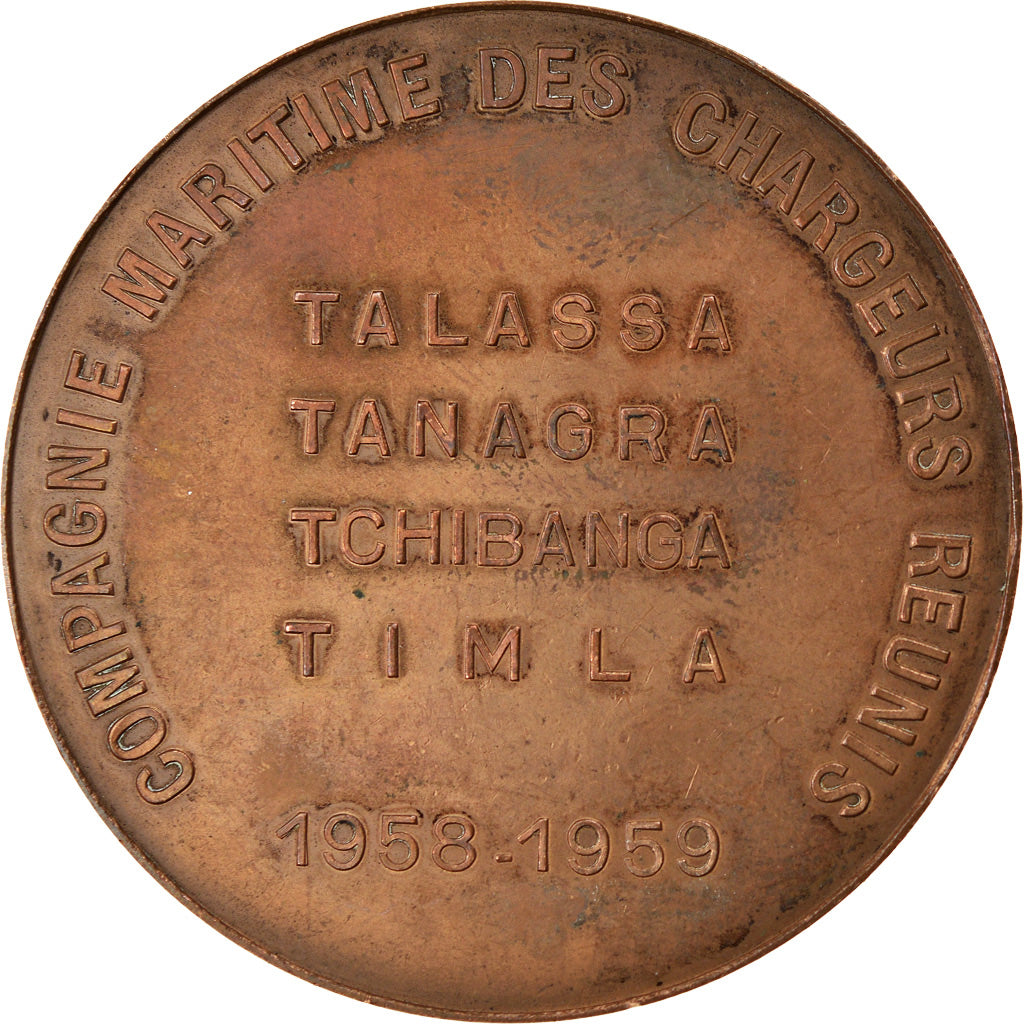 COMPAGNIE MARITIME DES CHARGEURS REUNIS
TALASSA
TANAGRA
TCHIBANGA
TIMLA
1958-1959